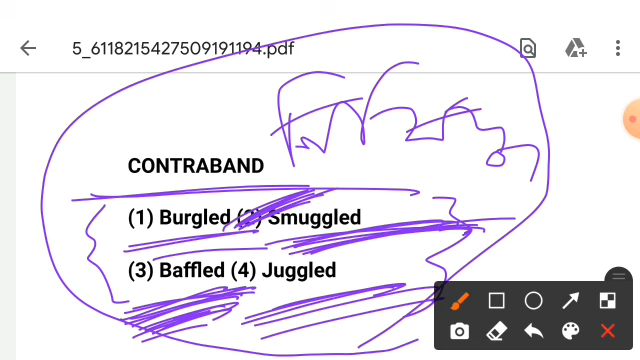 5_6118215427509191194.pdf
CONTRABAND
(1) Burgled (2) Smuggled
(3) Baffled (4) Juggled